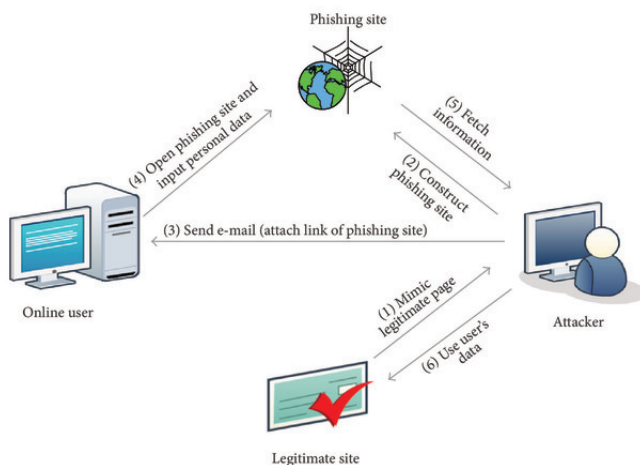 Phishing site
(5) Fetch
information
(4) Open phishing site and
input personal data
(2) Construct
phishing site
(3) Send e-mail (attach link of phishing site)
Online user
(1) Mimic
legitimate page
Attacker
(6) Use user's
data
Legitimate site